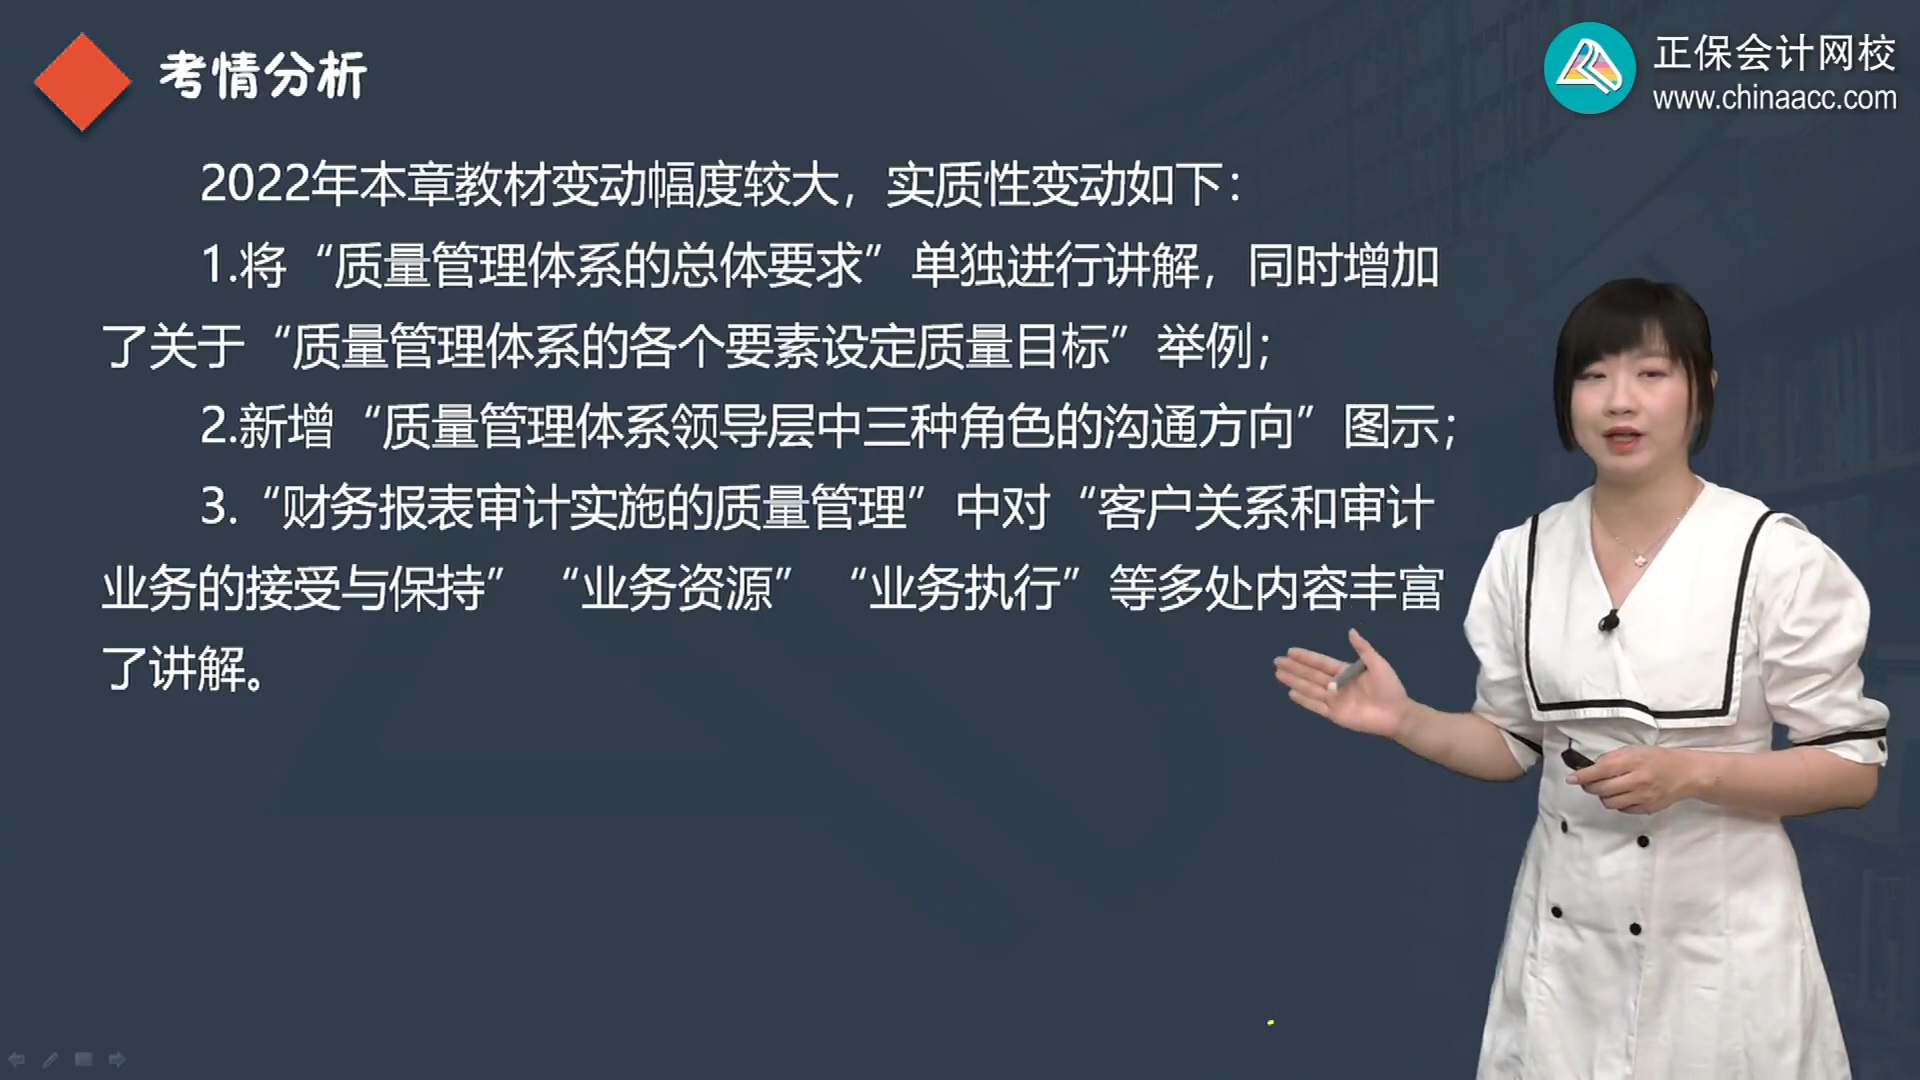 考情分析
正保会计网校
www.chinaacc.com
2022年本章教材变动幅度较大，实质性变动如下：
1.将“质量管理体系的总体要求”单独进行讲解，同时增加
了关于“质量管理体系的各个要素设定质量目标”举例；
2.新增“质量管理体系领导层中三种角色的沟通方向”图示；
3.“财务报表审计实施的质量管理”中对“客户关系和审计
业务的接受与保持”“业务资源”“业务执行”等多处内容丰富
了讲解。